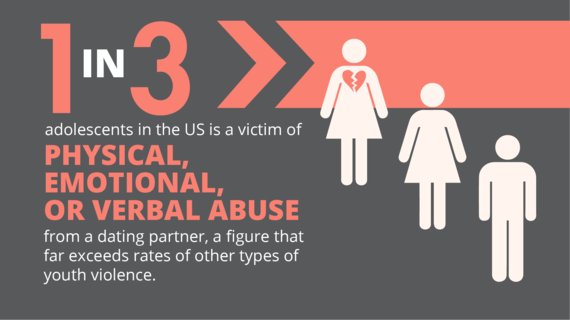 1 IN 3
adolescents in the US is a victim of
PHYSICAL,
EMOTIONAL,
OR VERBAL ABUSE
from a dating partner, a figure that
far exceeds rates of other types of
youth violence.